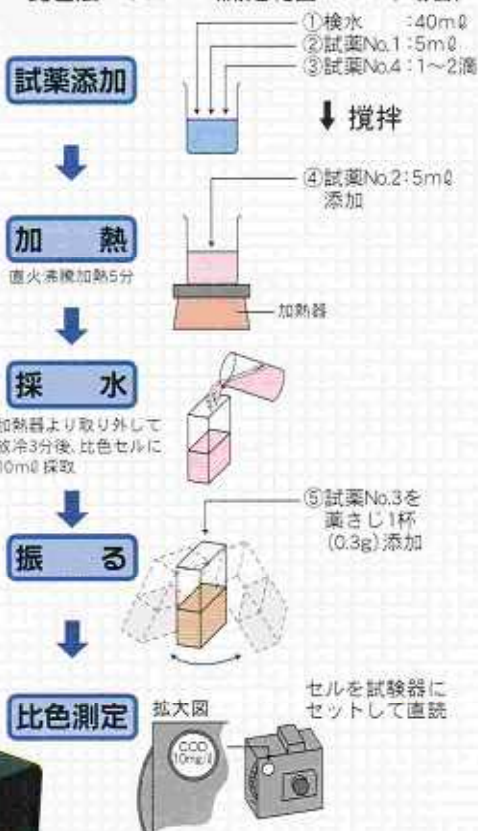 ①検水　:40mℓ
②試薬No.1:5mℓ
③試薬No.4:1～2滴
試薬添加
撹拌
④試薬No.2:5mℓ
添加
加　熱
直火沸騰加熱5分
加熱器
採　水
加熱器より取り外して
放冷3分後、比色セルに
10mℓ採取
⑤試薬No.3を
薬さじ1杯
(0.3g)添加
振　る
比色測定
拡大図
COD
10mg/ℓ
セルを試験器に
セットして直読